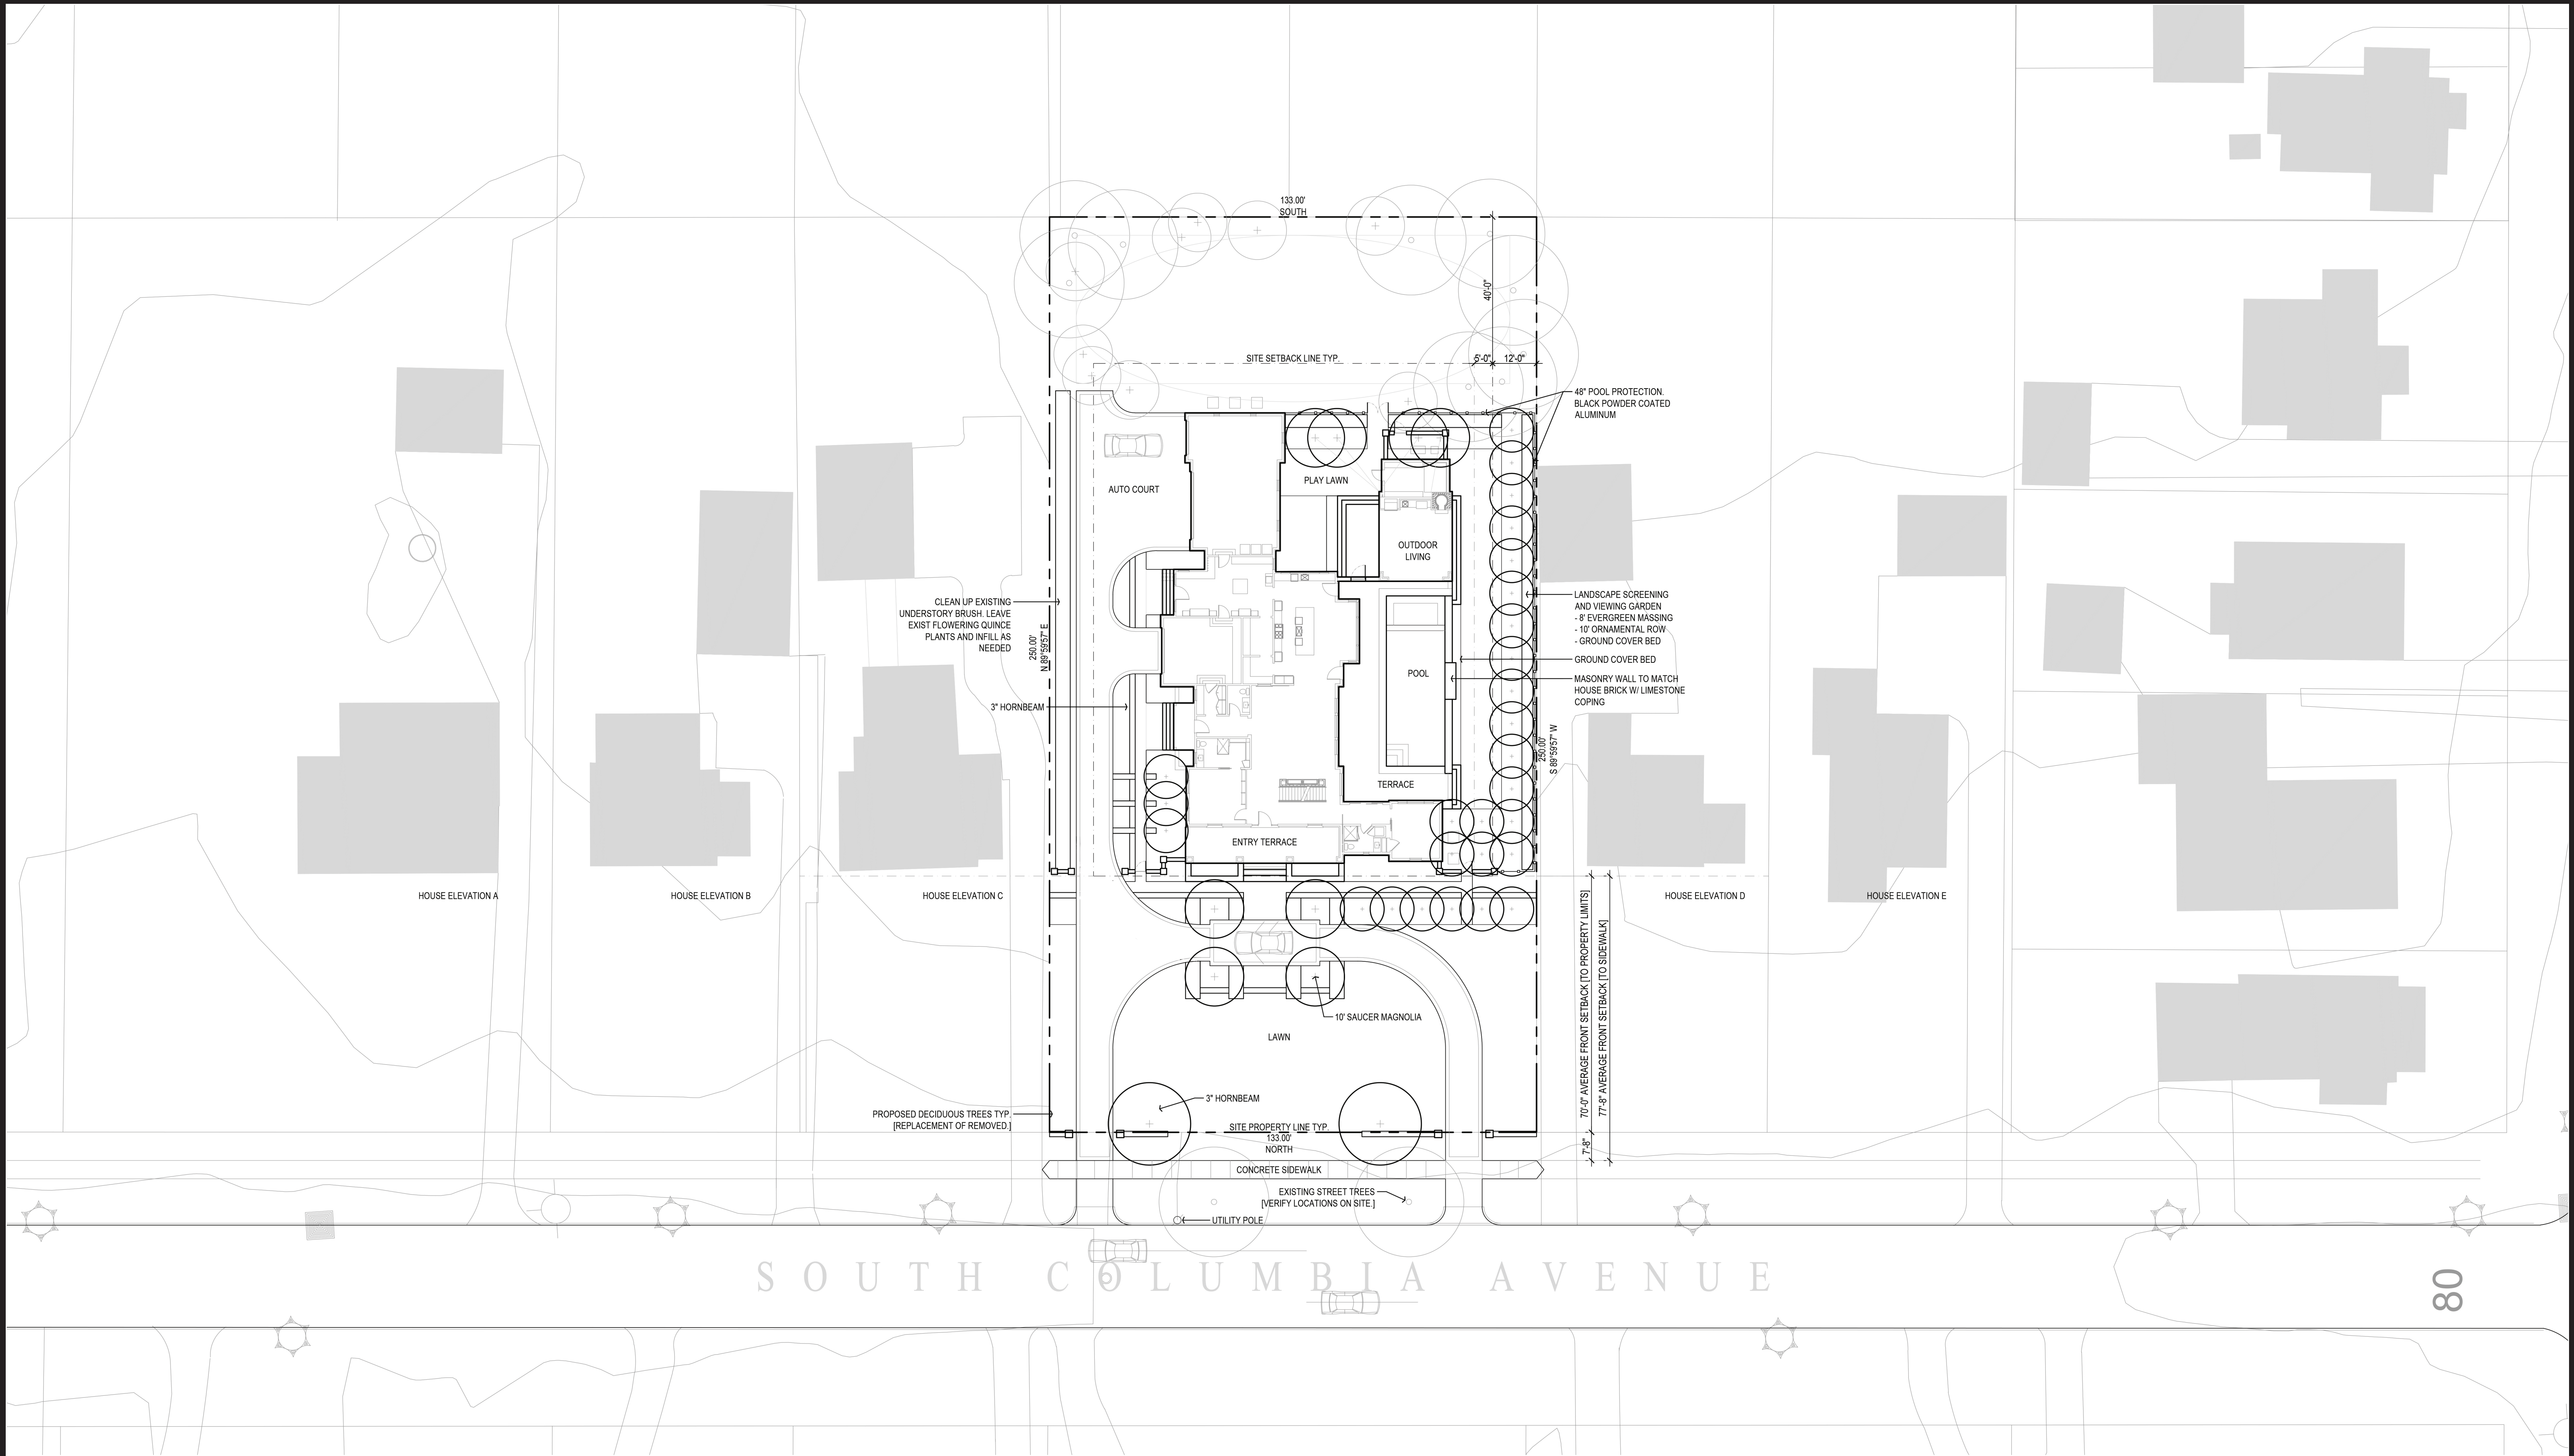 133.00'
SOUTH
40'-0"
SITE SETBACK LINE TYP.
5'-0"
12'-0"
48" POOL PROTECTION.
BLACK POWDER COATED
ALUMINUM
AUTO COURT
PLAY LAWN
OUTDOOR
LIVING
CLEAN UP EXISTING
UNDERSTORY BRUSH. LEAVE
EXIST FLOWERING QUINCE
PLANTS AND INFILL AS
NEEDED
250.00'
N 89°59'57" E
LANDSCAPE SCREENING
AND VIEWING GARDEN
- 8' EVERGREEN MASSING
- 10' ORNAMENTAL ROW
- GROUND COVER BED
GROUND COVER BED
POOL
MASONRY WALL TO MATCH
HOUSE BRICK W/ LIMESTONE
COPING
3" HORNBEAM
250.00'
S 89°59'57" W
TERRACE
ENTRY TERRACE
HOUSE ELEVATION A
HOUSE ELEVATION B
HOUSE ELEVATION C
HOUSE ELEVATION D
HOUSE ELEVATION E
70'-0" AVERAGE FRONT SETBACK [TO PROPERTY LIMITS]
77'-8" AVERAGE FRONT SETBACK [TO SIDEWALK]
10' SAUCER MAGNOLIA
LAWN
3" HORNBEAM
PROPOSED DECIDUOUS TREES TYP.
[REPLACEMENT OF REMOVED.]
SITE PROPERTY LINE TYP.
133.00'
NORTH
7'-8"
CONCRETE SIDEWALK
EXISTING STREET TREES
[VERIFY LOCATIONS ON SITE.]
UTILITY POLE
SOUTH COLUMBIA AVENUE
80